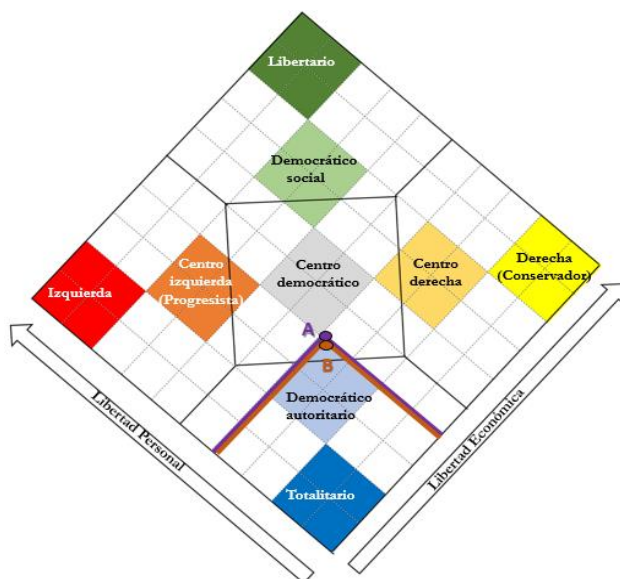 Libertario
Democrático
social
Centro
izquierda
(Progresista)
Centro
democrático
Centro
derecha
Derecha
(Conservador)
Izquierda
A
B
Democrático
autoritario
Libertad Personal
Libertad Económica
Totalitario